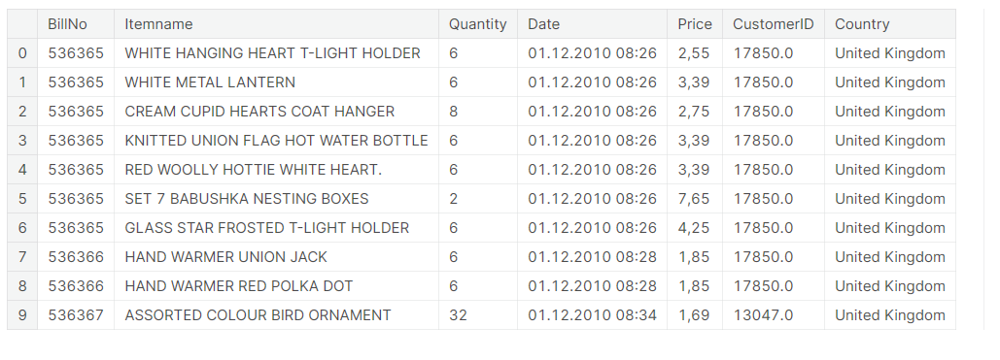 BillNo Itemname Quantity Date Price CustomerID Country
0 536365 WHITE HANGING HEART T-LIGHT HOLDER 6 01.12.2010 08:26 2,55 17850.0 United Kingdom
1 536365 WHITE METAL LANTERN 6 01.12.2010 08:26 3,39 17850.0 United Kingdom
2 536365 CREAM CUPID HEARTS COAT HANGER 8 01.12.2010 08:26 2,75 17850.0 United Kingdom
3 536365 KNITTED UNION FLAG HOT WATER BOTTLE 6 01.12.2010 08:26 3,39 17850.0 United Kingdom
4 536365 RED WOOLLY HOTTIE WHITE HEART. 6 01.12.2010 08:26 3,39 17850.0 United Kingdom
5 536365 SET 7 BABUSHKA NESTING BOXES 2 01.12.2010 08:26 7,65 17850.0 United Kingdom
6 536365 GLASS STAR FROSTED T-LIGHT HOLDER 6 01.12.2010 08:26 4,25 17850.0 United Kingdom
7 536366 HAND WARMER UNION JACK 6 01.12.2010 08:28 1,85 17850.0 United Kingdom
8 536366 HAND WARMER RED POLKA DOT 6 01.12.2010 08:28 1,85 17850.0 United Kingdom
9 536367 ASSORTED COLOUR BIRD ORNAMENT 32 01.12.2010 08:34 1,69 13047.0 United Kingdom